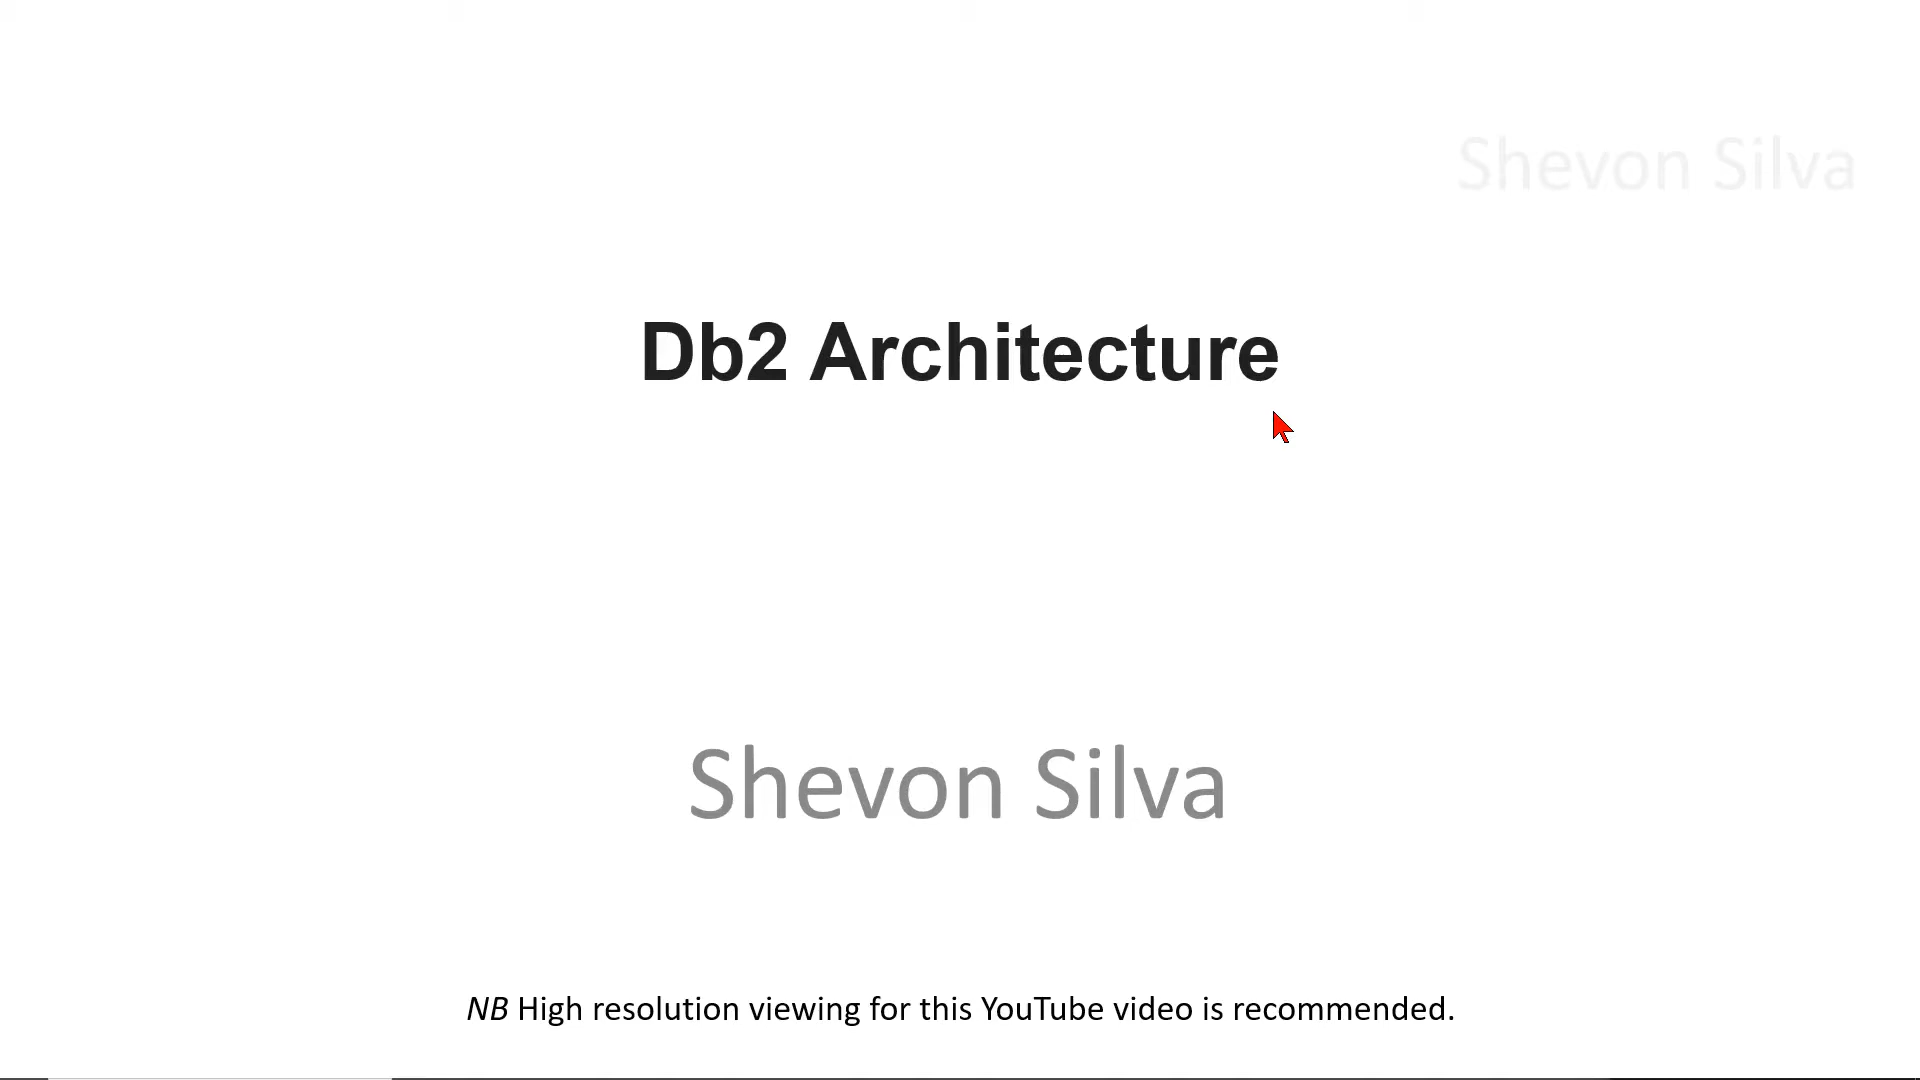 Shevon Silva
Db2 Architecture
Shevon Silva
NB High resolution viewing for this YouTube video is recommended.